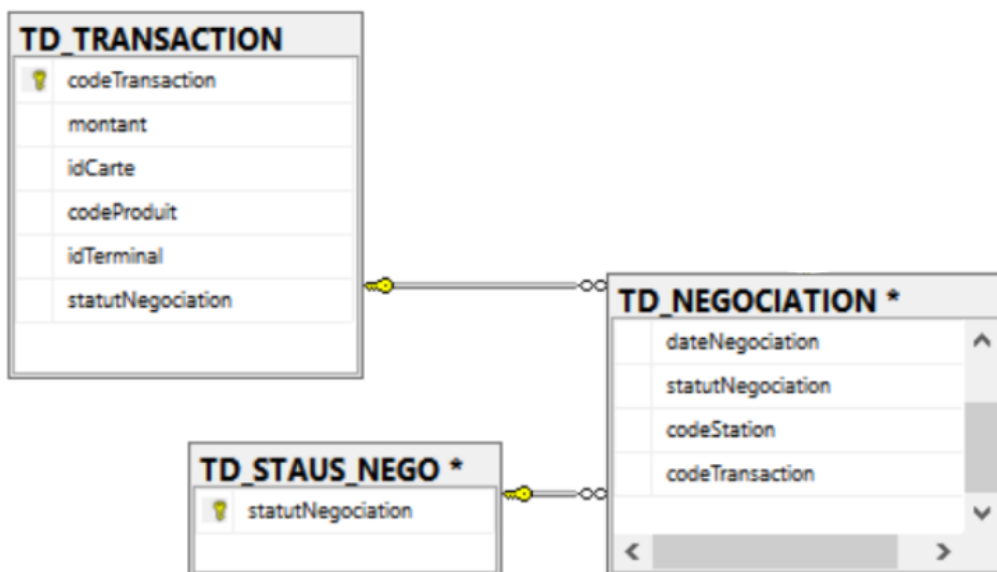 TD_TRANSACTION
codeTransaction
montant
idCarte
codeProduit
idTerminal
statutNegociation
TD_NEGOCIATION *
dateNegociation
statutNegociation
codeStation
codeTransaction
TD_STAUS_NEGO *
statutNegociation